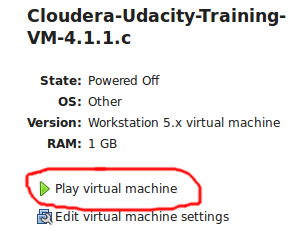 Cloudera-Udacity-Training-
VM-4.1.1.c
State: Powered Off
OS: Other
Version: Workstation 5.x virtual machine
RAM: 1 GB
Play virtual machine
Edit virtual machine settings